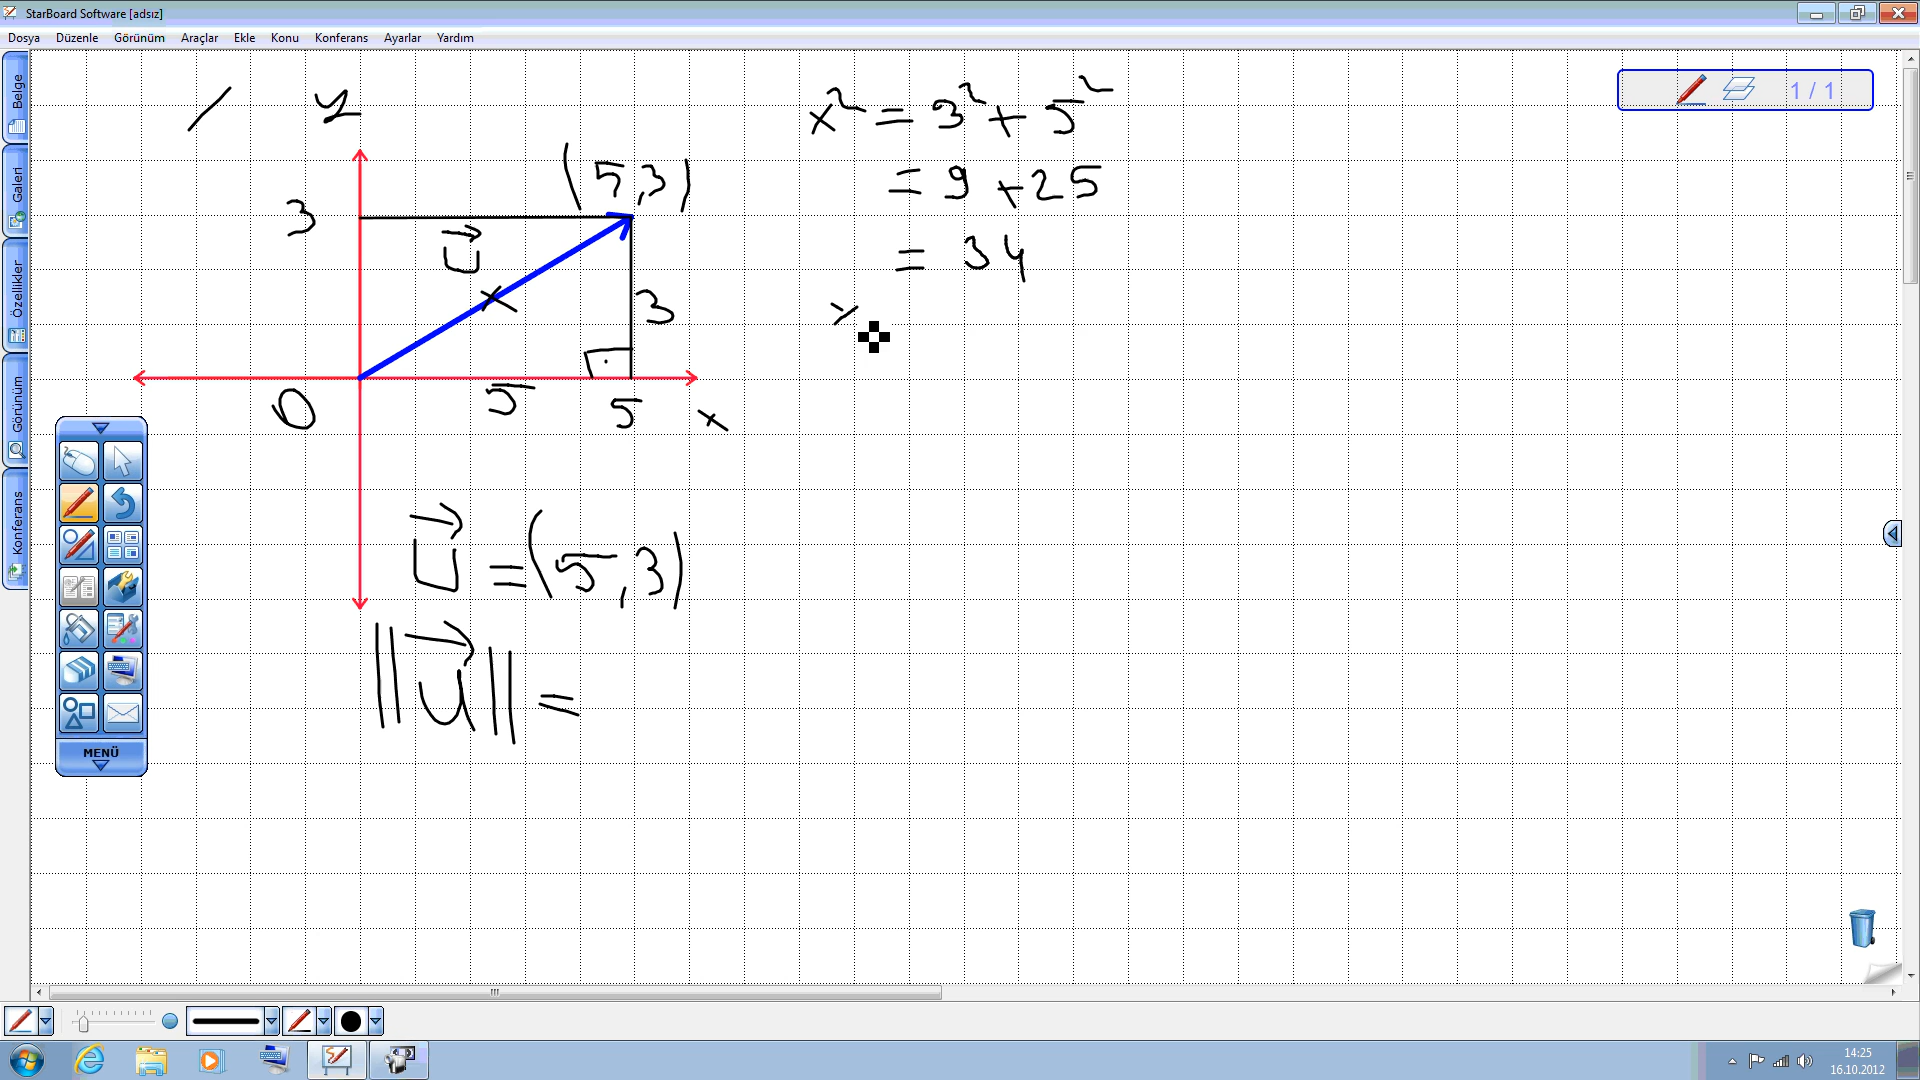 StarBoard Software [adsız]
Dosya Düzenle Görünüm Araçlar Ekle Konu Konferans Ayarlar Yardım
Belge
Galeri
Özellikler
Görünüm
Konferans
1 / 1
y
(5,3)
3
u
x
3
5
5
x
0
x² = 3² + 5²
= 9 + 25
= 34
x
u = (5,3)
||u|| =
MENÜ
14:25
16.10.2012